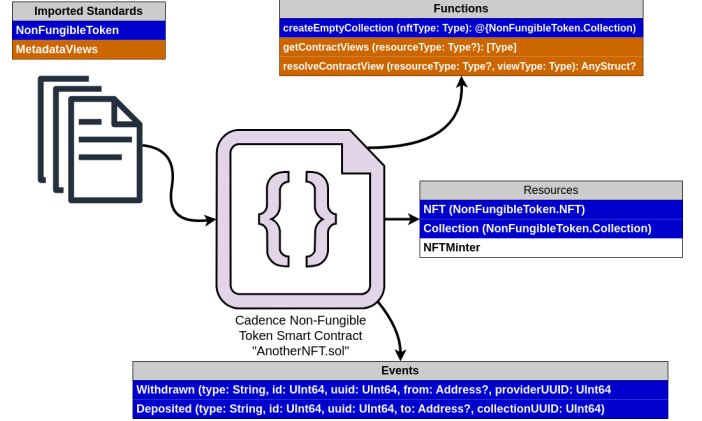 Imported Standards
NonFungibleToken
MetadataViews
Functions
createEmptyCollection (nftType: Type): @{NonFungibleToken.Collection)
getContractViews (resourceType: Type?): [Type]
resolveContractView (resourceType: Type?, viewType: Type): AnyStruct?
{ }
Resources
NFT (NonFungibleToken.NFT)
Collection (NonFungibleToken.Collection)
NFTMinter
Cadence Non-Fungible
Token Smart Contract
"AnotherNFT.sol"
Events
Withdrawn (type: String, id: UInt64, uuid: UInt64, from: Address?, providerUUID: UInt64
Deposited (type: String, id: UInt64, uuid: UInt64, to: Address?, collectionUUID: UInt64)